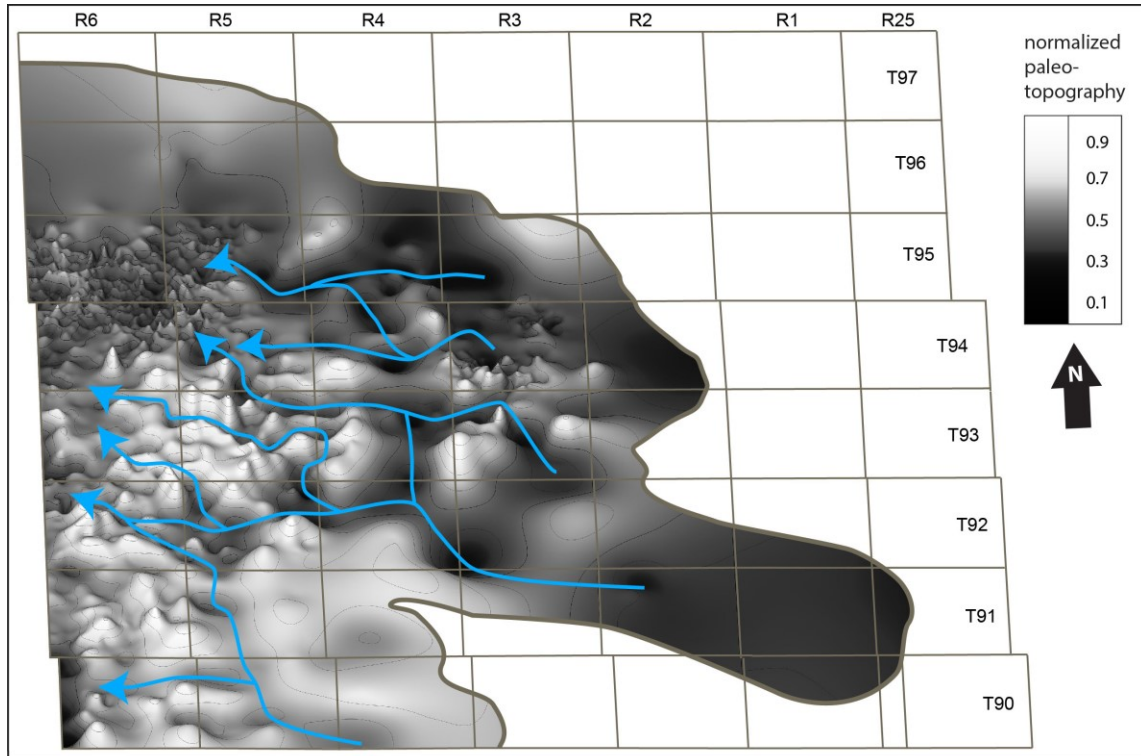 R6 R5 R4 R3 R2 R1 R25
normalized
paleo-
topography
T97
0.9
T96
0.7
0.5
T95
0.3
0.1
T94
N
T93
T92
T91
T90